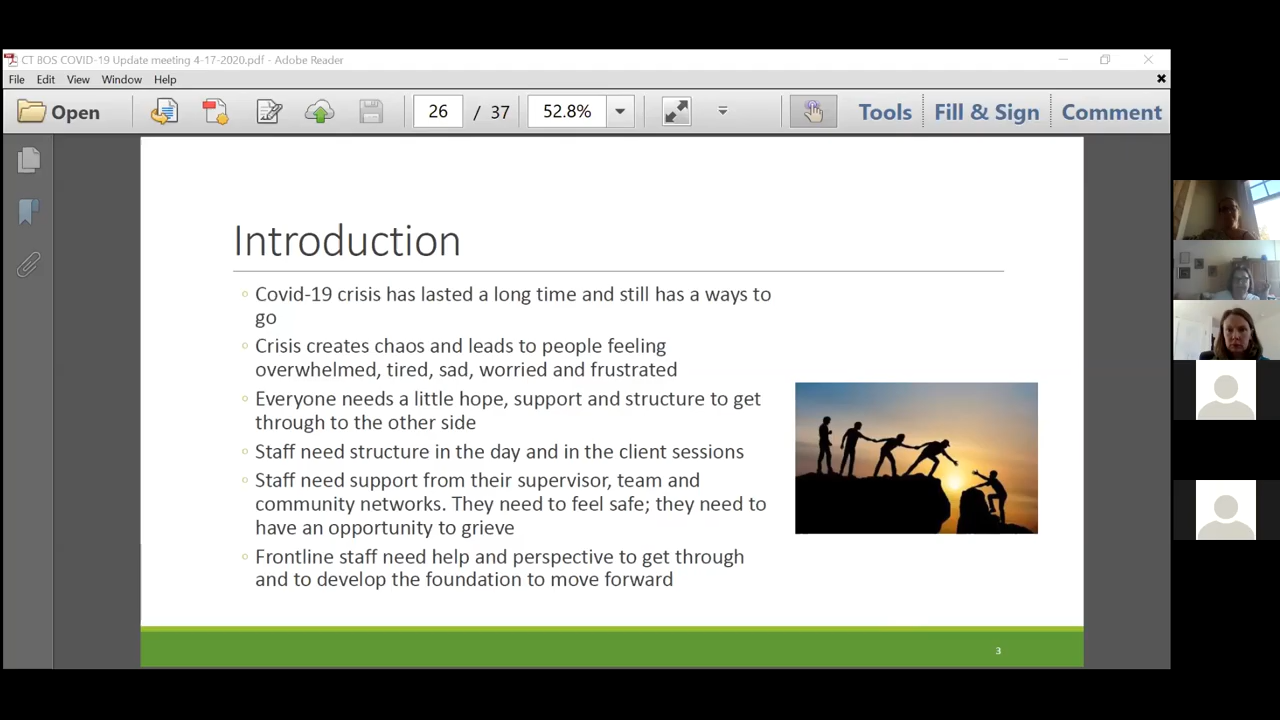 CT BOS COVID-19 Update meeting 4-17-2020.pdf - Adobe Reader
File Edit View Window Help
Open 26 / 37 52.8% Tools Fill & Sign Comment
Introduction
Covid-19 crisis has lasted a long time and still has a ways to
go
Crisis creates chaos and leads to people feeling
overwhelmed, tired, sad, worried and frustrated
Everyone needs a little hope, support and structure to get
through to the other side
Staff need structure in the day and in the client sessions
Staff need support from their supervisor, team and
community networks. They need to feel safe; they need to
have an opportunity to grieve
Frontline staff need help and perspective to get through
and to develop the foundation to move forward
3